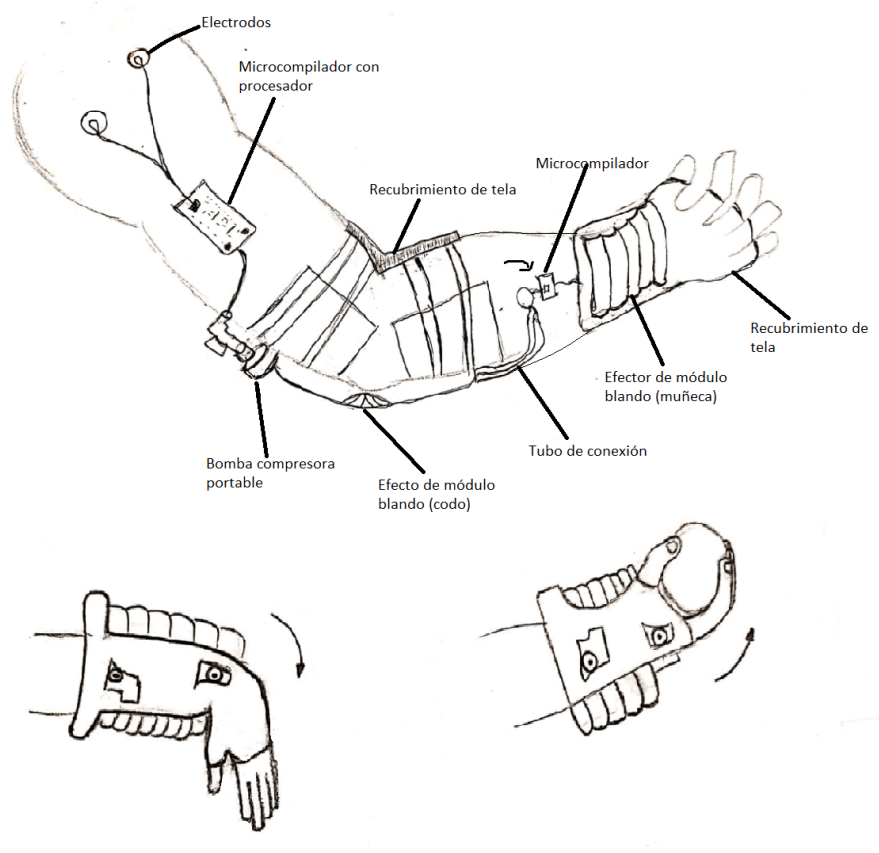 Electrodos
Microcompilador con
procesador
Microcompilador
Recubrimiento de tela
Recubrimiento de
tela
Efector de módulo
blando (muñeca)
Tubo de conexión
Bomba compresora
portable
Efecto de módulo
blando (codo)